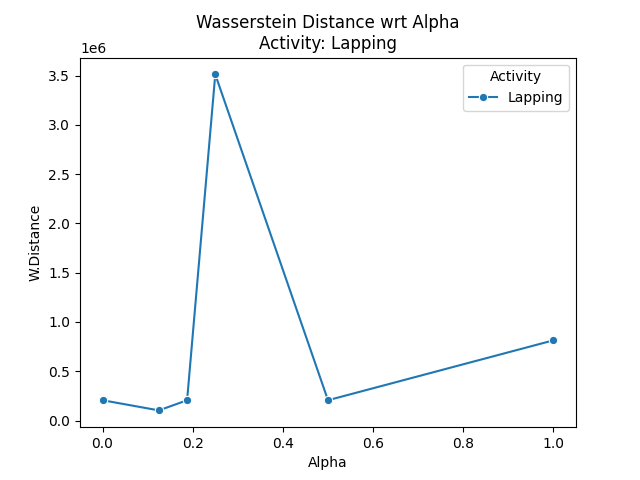 Wasserstein Distance wrt Alpha
Activity: Lapping
1e6
Activity
Lapping
3.5
3.0
2.5
2.0
1.5
1.0
0.5
0.0
W.Distance
0.0 0.2 0.4 0.6 0.8 1.0
Alpha